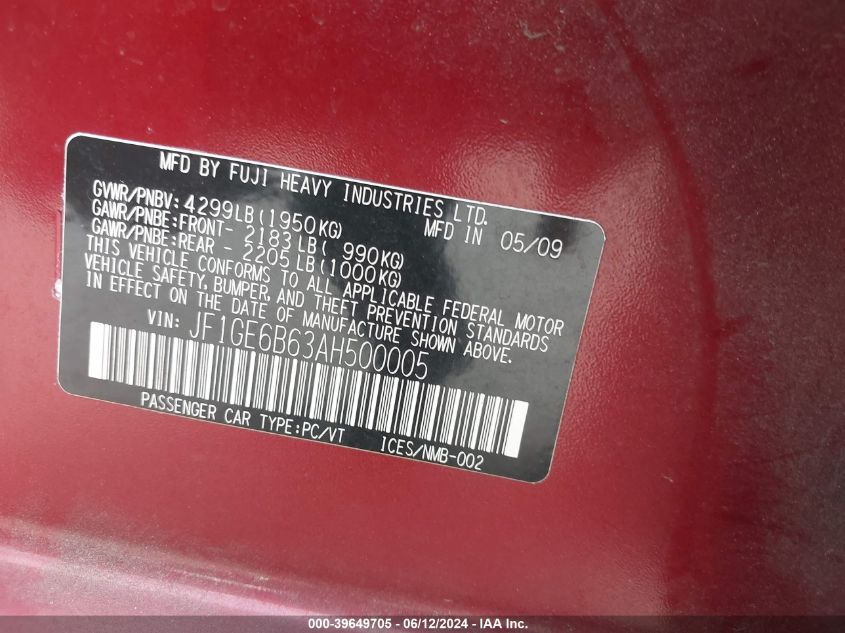 MFD BY FUJI HEAVY INDUSTRIES LTD.
GVWR/PNBV: 4299LB(1950KG) MFD IN 05/09
GAWR/PNBE:FRONT- 2183LB( 990KG)
GAWR/PNBE:REAR - 2205LB(1000KG)
THIS VEHICLE CONFORMS TO ALL APPLICABLE FEDERAL MOTOR
VEHICLE SAFETY, BUMPER, AND THEFT PREVENTION STANDARDS
IN EFFECT ON THE DATE OF MANUFACTURE SHOWN ABOVE.
VIN: JF1GE6B63AH500005
PASSENGER CAR TYPE:PC/VT ICES/NMB-002
000-39649705 - 06/12/2024 - IAA Inc.